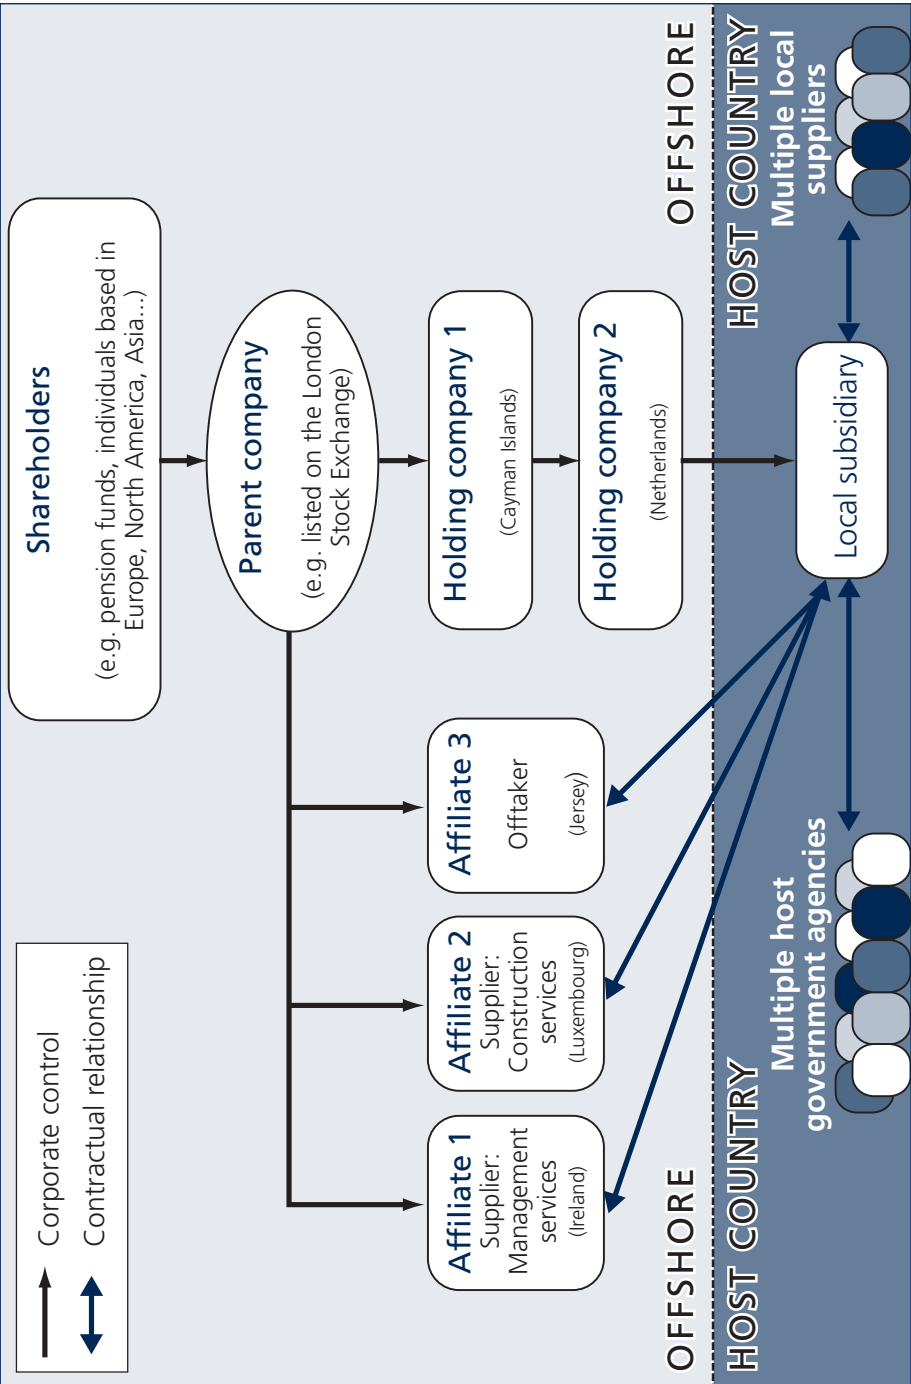 Corporate control
Contractual relationship
Shareholders
(e.g. pension funds, individuals based in
Europe, North America, Asia...)
Parent company
(e.g. listed on the London
Stock Exchange)
Affiliate 1
Supplier:
Management
services
(Ireland)
Affiliate 2
Supplier:
Construction
services
(Luxembourg)
Affiliate 3
Offtaker
(Jersey)
Holding company 1
(Cayman Islands)
Holding company 2
(Netherlands)
OFFSHORE
OFFSHORE
HOST COUNTRY
HOST COUNTRY
Multiple host
government agencies
Local subsidiary
Multiple local
suppliers